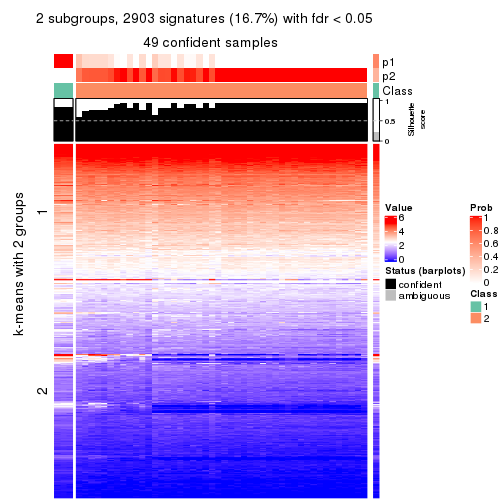 2 subgroups, 2903 signatures (16.7%) with fdr < 0.05
49 confident samples
p1
p2
Class
1
0.5
0
Silhouette
score
k-means with 2 groups
1
2
Value
6
4
2
0
Status (barplots)
confident
ambiguous
Prob
1
0.8
0.6
0.4
0.2
0
Class
1
2